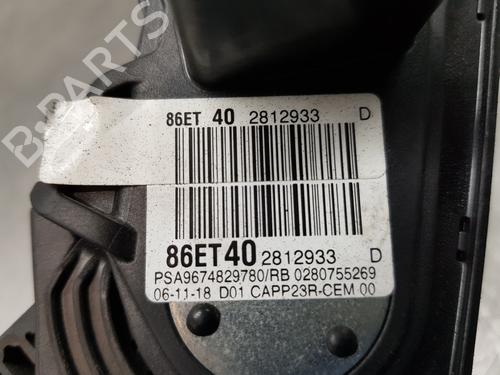 B-PARTS
86ET 40 2812933 D
86ET40 2812933 D
PSA9674829780/RB 0280755269
06-11-18 D01 CAPP23R-CEM 00